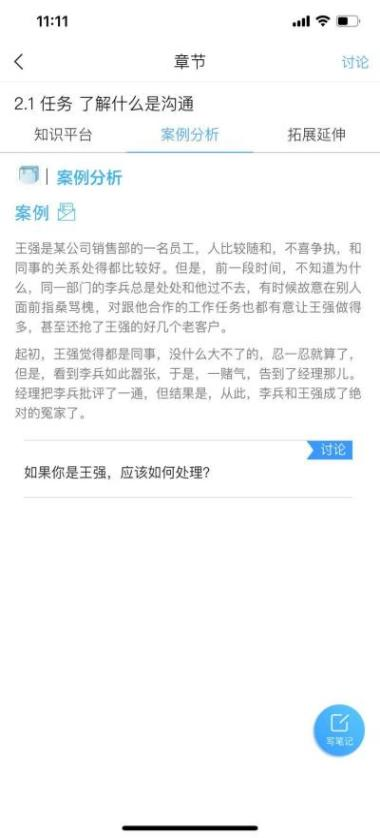 11:11
章节
讨论
2.1 任务 了解什么是沟通
知识平台
案例分析
拓展延伸
案例分析
案例
王强是某公司销售部的一名员工，人比较随和，不喜争执，和
同事的关系处得都比较好。但是，前一段时间，不知道为什
么，同一部门的李兵总是处处和他过不去，有时候故意在别人
面前指桑骂槐，对跟他合作的工作任务也都有意让王强做得
多，甚至还抢了王强的好几个老客户。
起初，王强觉得都是同事，没什么大不了的，忍一忍就算了，
但是，看到李兵如此嚣张，于是，一赌气，告到了经理那儿。
经理把李兵批评了一通，但结果是，从此，李兵和王强成了绝
对的冤家了。
讨论
如果你是王强，应该如何处理?
写笔记